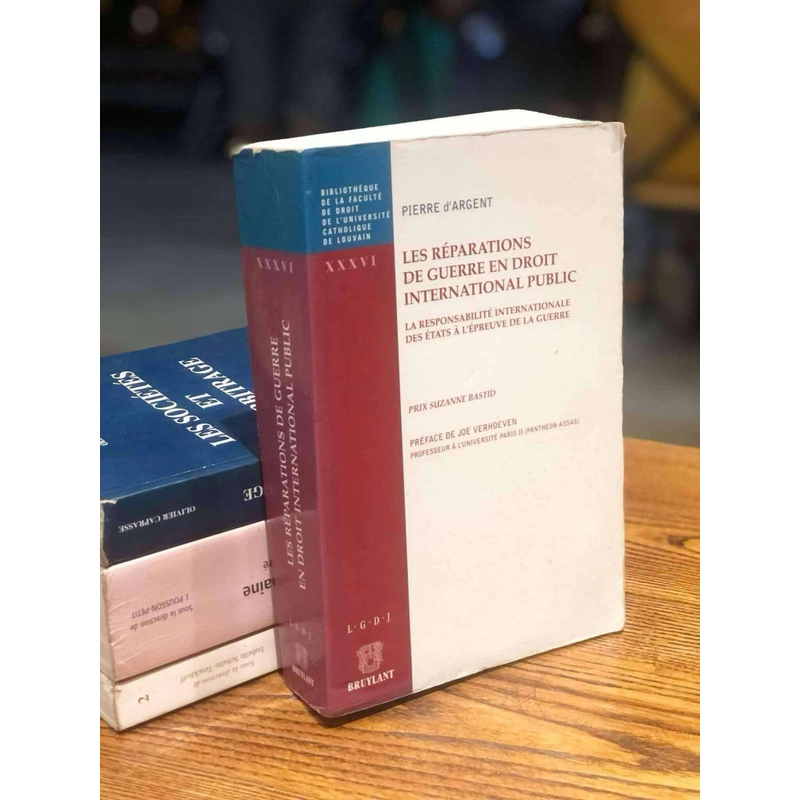 BIBLIOTHÈQUE
DE LA FACULTÉ
DE DROIT
DE L'UNIVERSITÉ
CATHOLIQUE
DE LOUVAIN
XXXVI
PIERRE d'ARGENT
LES RÉPARATIONS
DE GUERRE EN DROIT
INTERNATIONAL PUBLIC
LA RESPONSABILITÉ INTERNATIONALE
DES ÉTATS À L'ÉPREUVE DE LA GUERRE
PRIX SUZANNE BASTID
PRÉFACE DE JOE VERHOEVEN
PROFESSEUR À L'UNIVERSITÉ PARIS II (PANTHÉON-ASSAS)
L·G·D·J
BRUYLANT
XXXVI
LES RÉPARATIONS DE GUERRE
EN DROIT INTERNATIONAL PUBLIC
LES SOCIÉTÉS
ET
OLIVIER CAPRASSE
Sous la direction de
J. POUSSON-PETIT
Sous la direction de
2